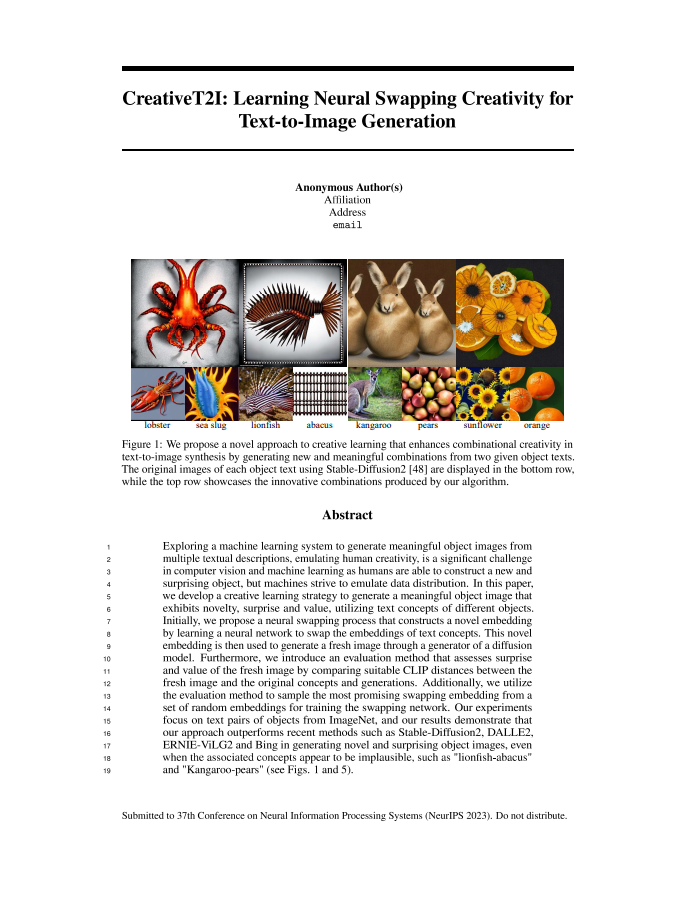 CreativeT2I: Learning Neural Swapping Creativity for
Text-to-Image Generation
Anonymous Author(s)
Affiliation
Address
email
lobster sea slug lionfish abacus kangaroo pears sunflower orange
Figure 1: We propose a novel approach to creative learning that enhances combinational creativity in
text-to-image synthesis by generating new and meaningful combinations from two given object texts.
The original images of each object text using Stable-Diffusion2 [48] are displayed in the bottom row,
while the top row showcases the innovative combinations produced by our algorithm.
Abstract
1 Exploring a machine learning system to generate meaningful object images from
2 multiple textual descriptions, emulating human creativity, is a significant challenge
3 in computer vision and machine learning as humans are able to construct a new and
4 surprising object, but machines strive to emulate data distribution. In this paper,
5 we develop a creative learning strategy to generate a meaningful object image that
6 exhibits novelty, surprise and value, utilizing text concepts of different objects.
7 Initially, we propose a neural swapping process that constructs a novel embedding
8 by learning a neural network to swap the embeddings of text concepts. This novel
9 embedding is then used to generate a fresh image through a generator of a diffusion
10 model. Furthermore, we introduce an evaluation method that assesses surprise
11 and value of the fresh image by comparing suitable CLIP distances between the
12 fresh image and the original concepts and generations. Additionally, we utilize
13 the evaluation method to sample the most promising swapping embedding from a
14 set of random embeddings for training the swapping network. Our experiments
15 focus on text pairs of objects from ImageNet, and our results demonstrate that
16 our approach outperforms recent methods such as Stable-Diffusion2, DALLE2,
17 ERNIE-ViLG2 and Bing in generating novel and surprising object images, even
18 when the associated concepts appear to be implausible, such as "lionfish-abacus"
19 and "Kangaroo-pears" (see Figs. 1 and 5).
Submitted to 37th Conference on Neural Information Processing Systems (NeurIPS 2023). Do not distribute.